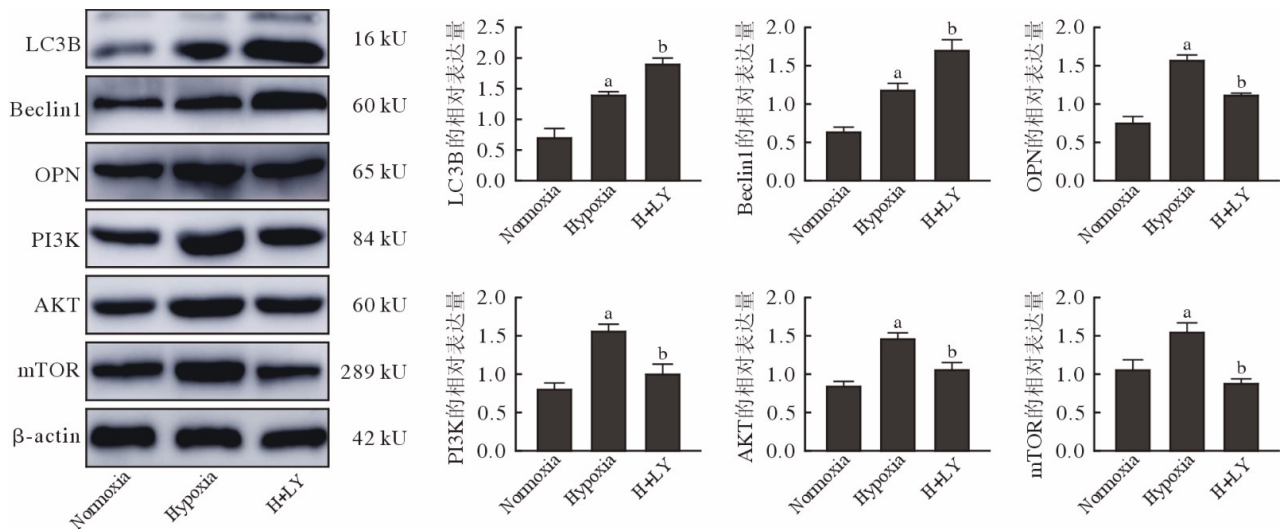 LC3B
16 kU
Beclin1
60 kU
OPN
65 kU
PI3K
84 kU
AKT
60 kU
mTOR
289 kU
β-actin
42 kU
Normoxia
Hypoxia
H+LY
LC3B的相对表达量
2.5
2.0
1.5
1.0
0.5
0.0
a
b
Normoxia
Hypoxia
H+LY
Beclin1的相对表达量
2.0
1.5
1.0
0.5
0.0
a
b
Normoxia
Hypoxia
H+LY
OPN的相对表达量
2.0
1.5
1.0
0.5
0.0
a
b
Normoxia
Hypoxia
H+LY
PI3K的相对表达量
2.0
1.5
1.0
0.5
0.0
a
b
Normoxia
Hypoxia
H+LY
AKT的相对表达量
2.0
1.5
1.0
0.5
0.0
a
b
Normoxia
Hypoxia
H+LY
mTOR的相对表达量
2.0
1.5
1.0
0.5
0.0
a
b
Normoxia
Hypoxia
H+LY